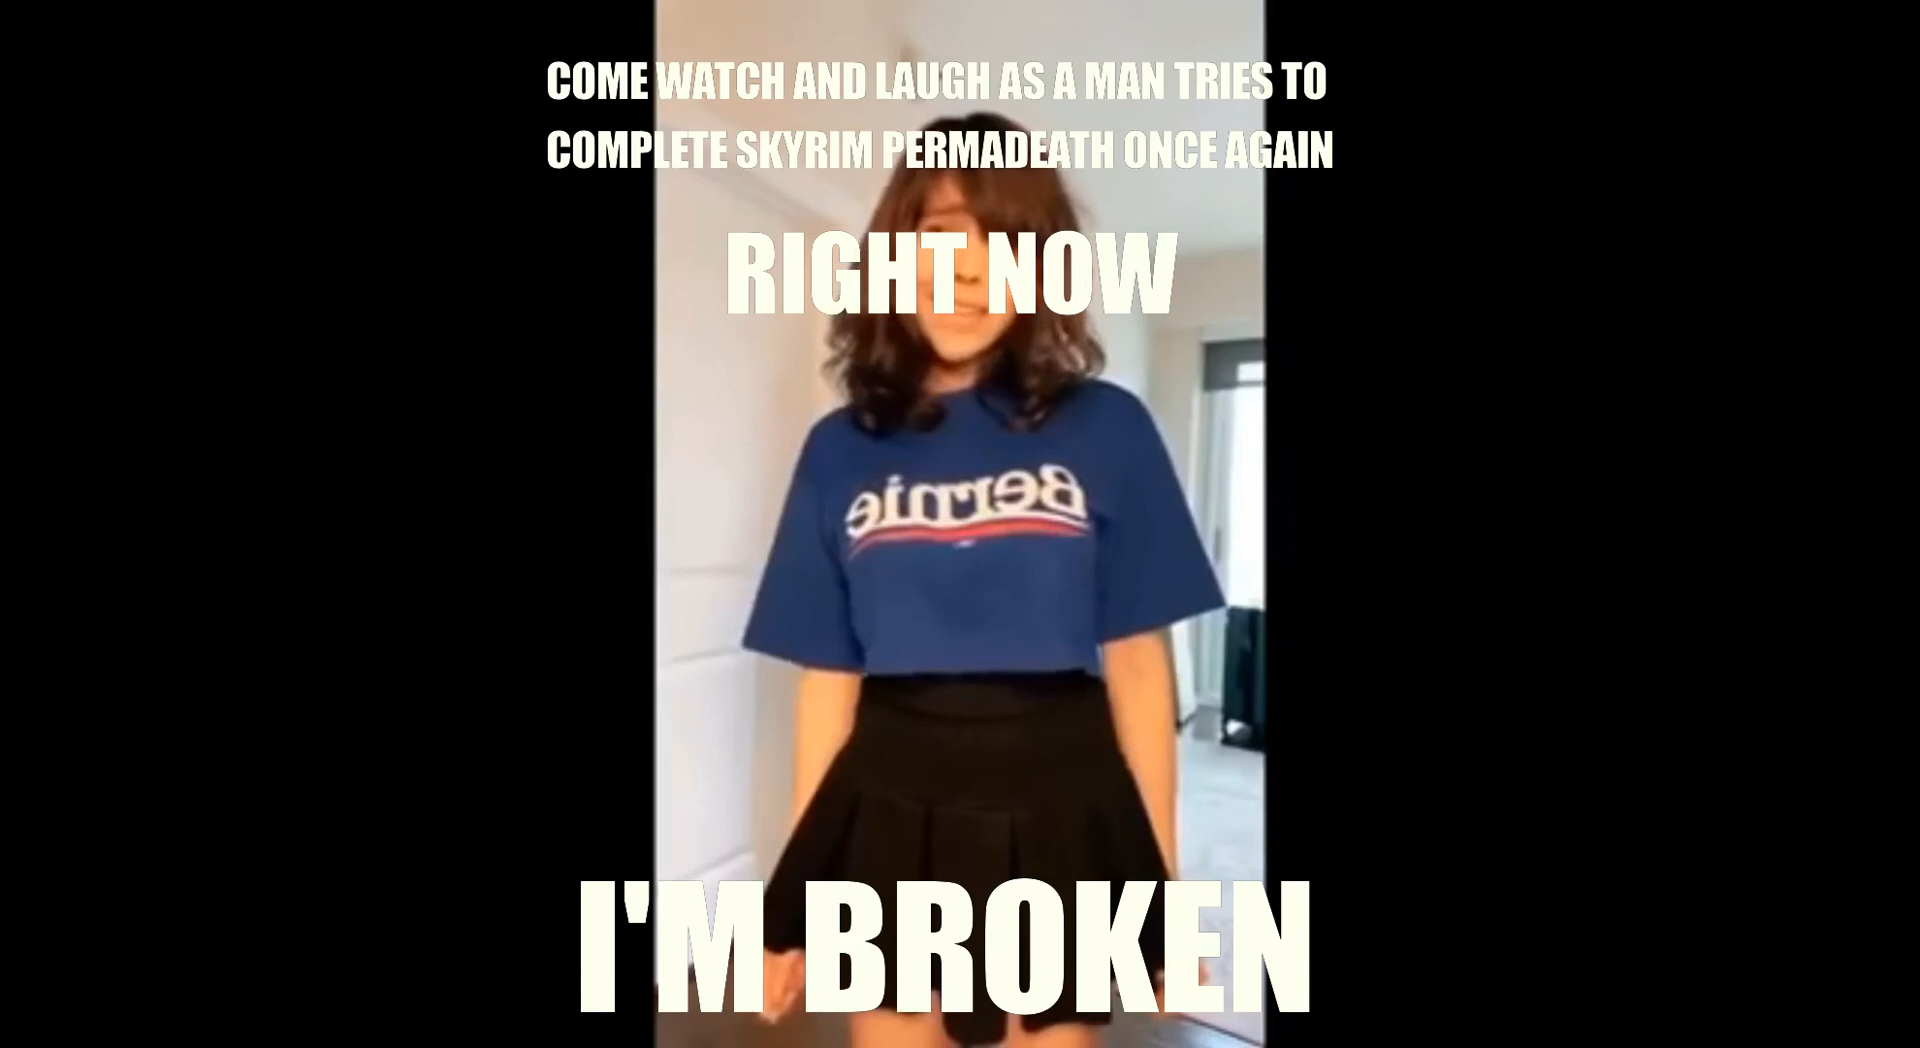 COME WATCH AND LAUGH AS A MAN TRIES TO
COMPLETE SKYRIM PERMADEATH ONCE AGAIN
RIGHT NOW
Bernie
I'M BROKEN